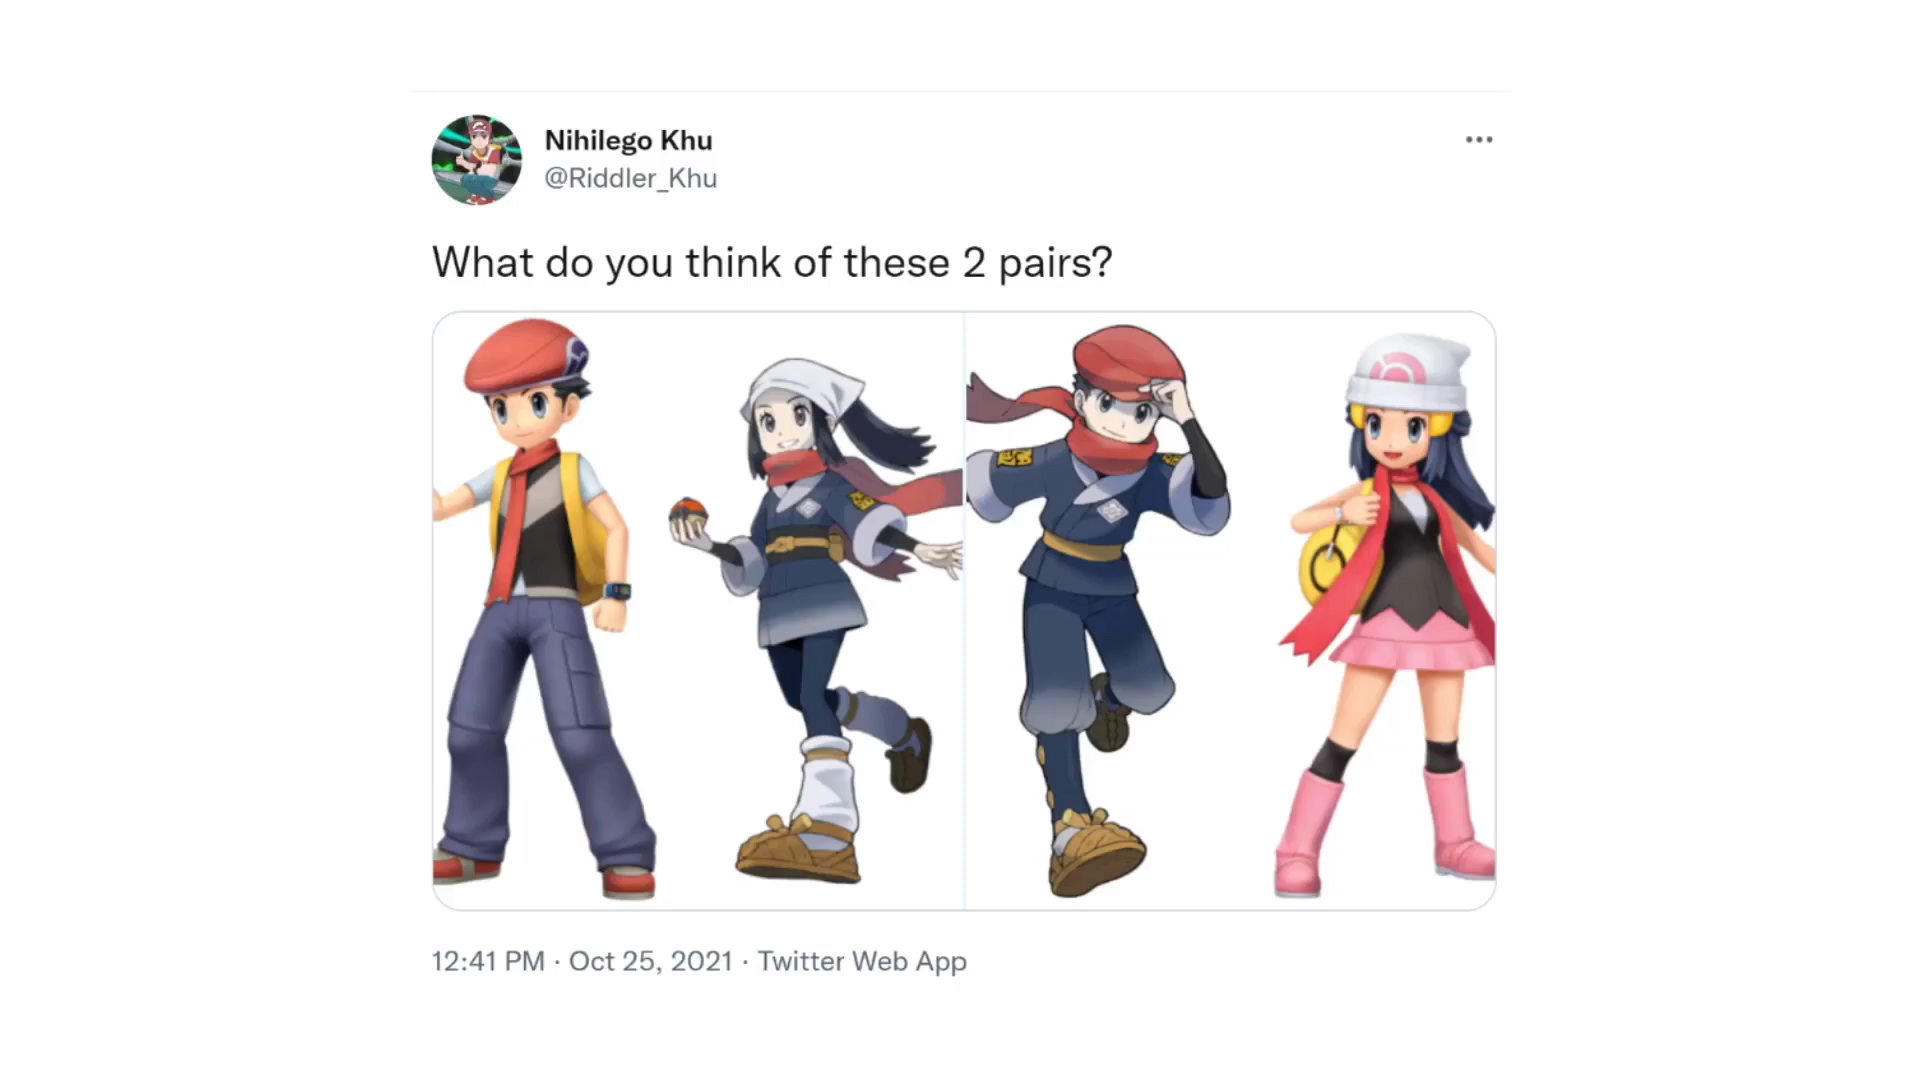 Nihilego Khu
@Riddler_Khu
What do you think of these 2 pairs?
12:41 PM · Oct 25, 2021 · Twitter Web App